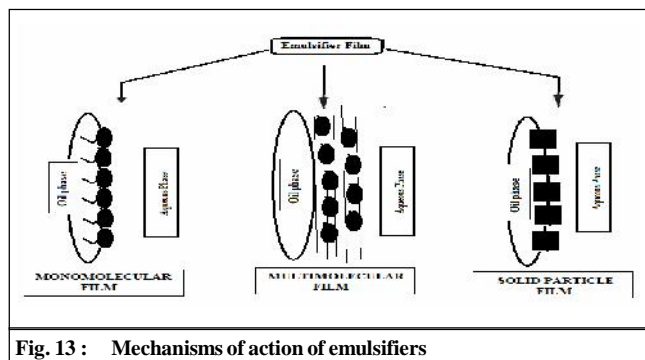 Emulsifier Film
Oil phase
Aqueous Phase
Oil phase
Aqueous Phase
Oil phase
Aqueous Phase
MONOMOLECULAR
FILM
MULTIMOLECULAR
FILM
SOLID PARTICLE
FILM
Fig. 13 : Mechanisms of action of emulsifiers